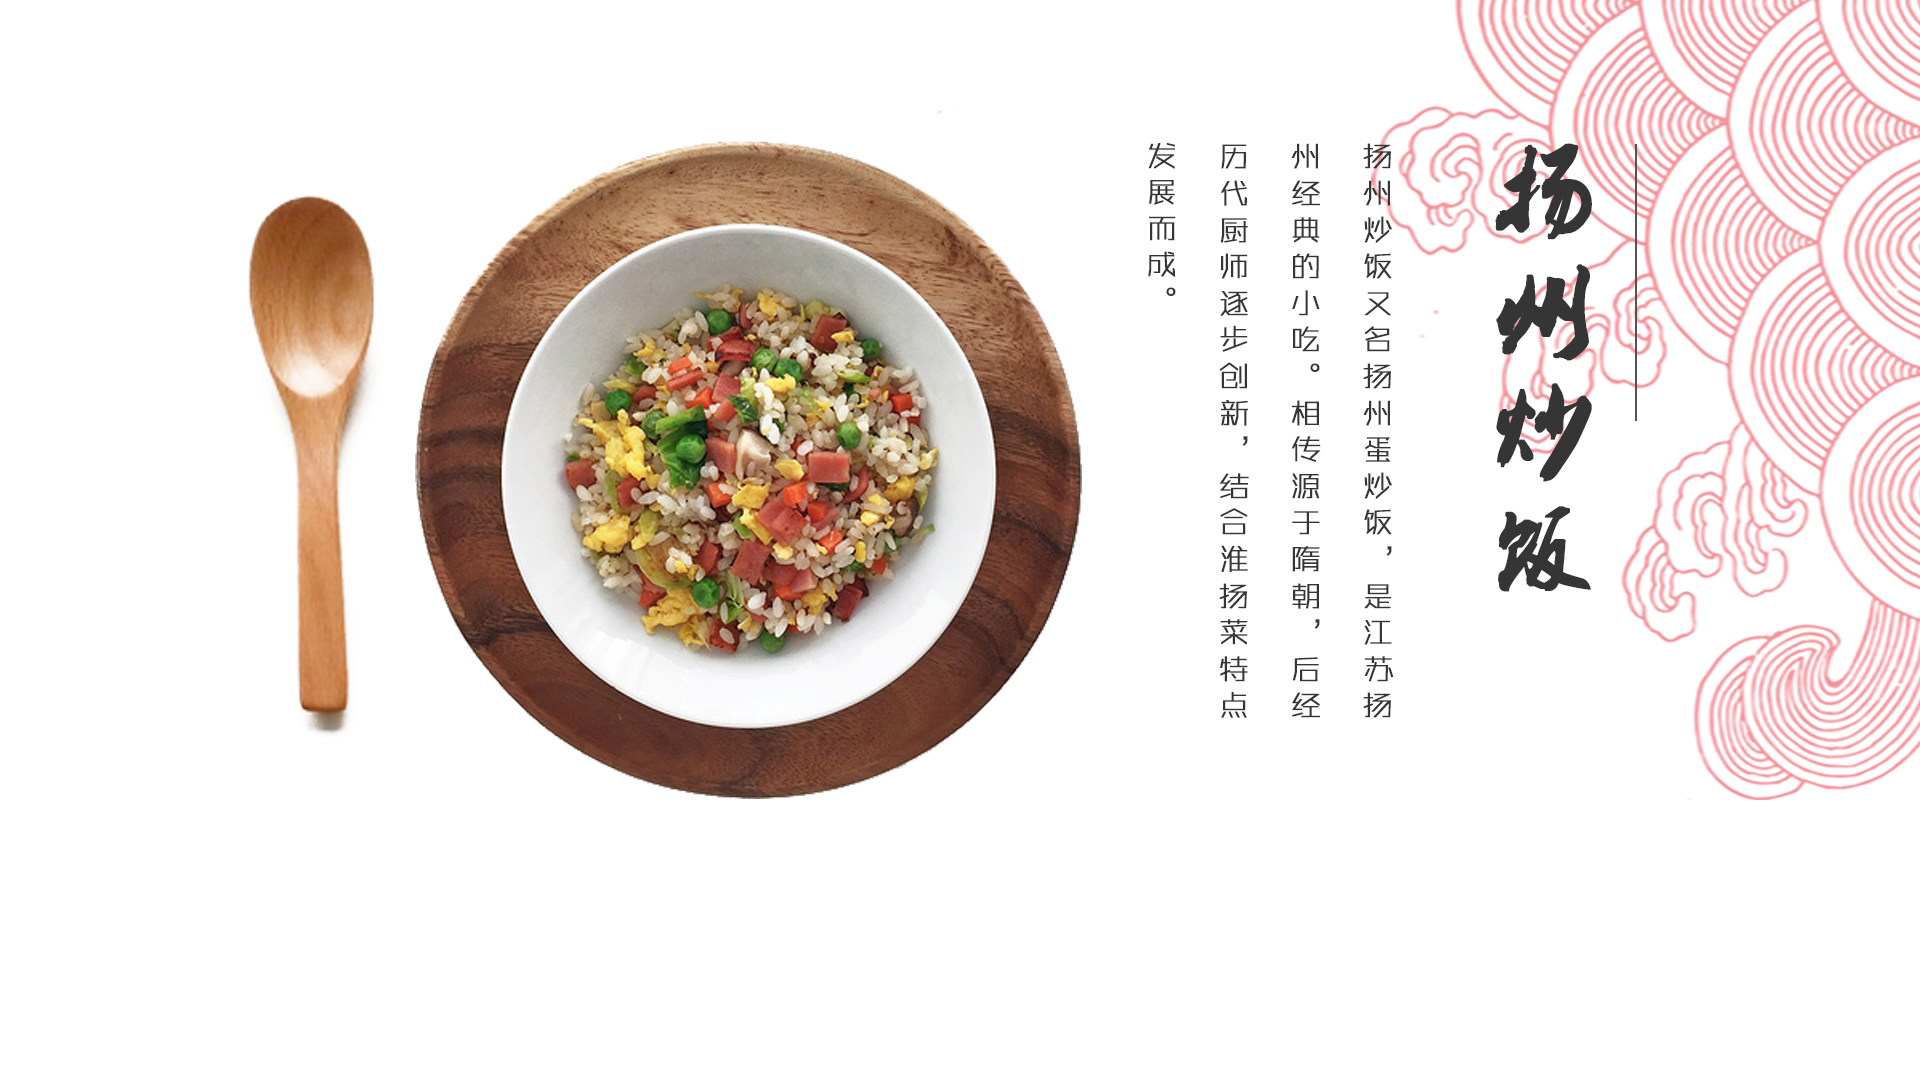 扬州炒饭
扬州炒饭又名扬州蛋炒饭，是江苏扬
州经典的小吃。相传源于隋朝，后经
历代厨师逐步创新，结合准扬菜特点
发展而成。